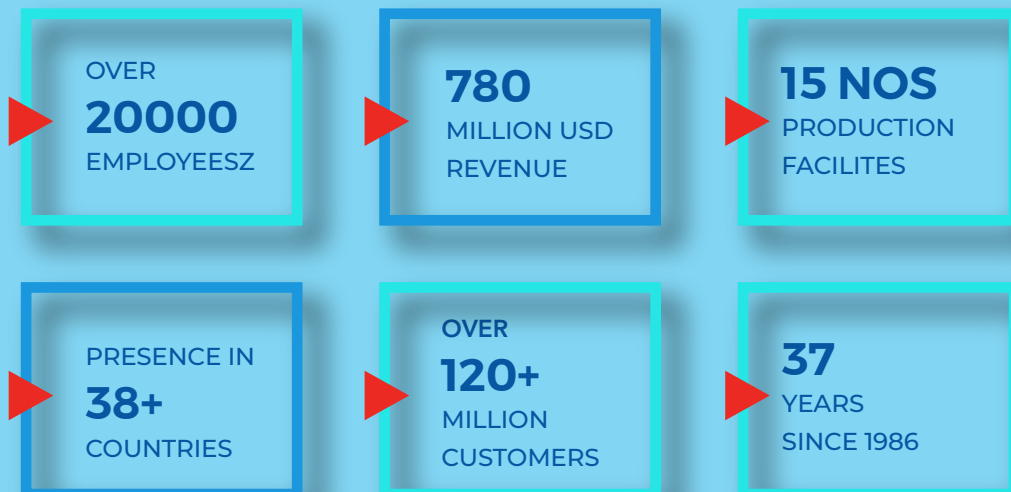 OVER
20000
EMPLOYEESZ
780
MILLION USD
REVENUE
15 NOS
PRODUCTION
FACILITES
PRESENCE IN
38+
COUNTRIES
OVER
120+
MILLION
CUSTOMERS
37
YEARS
SINCE 1986